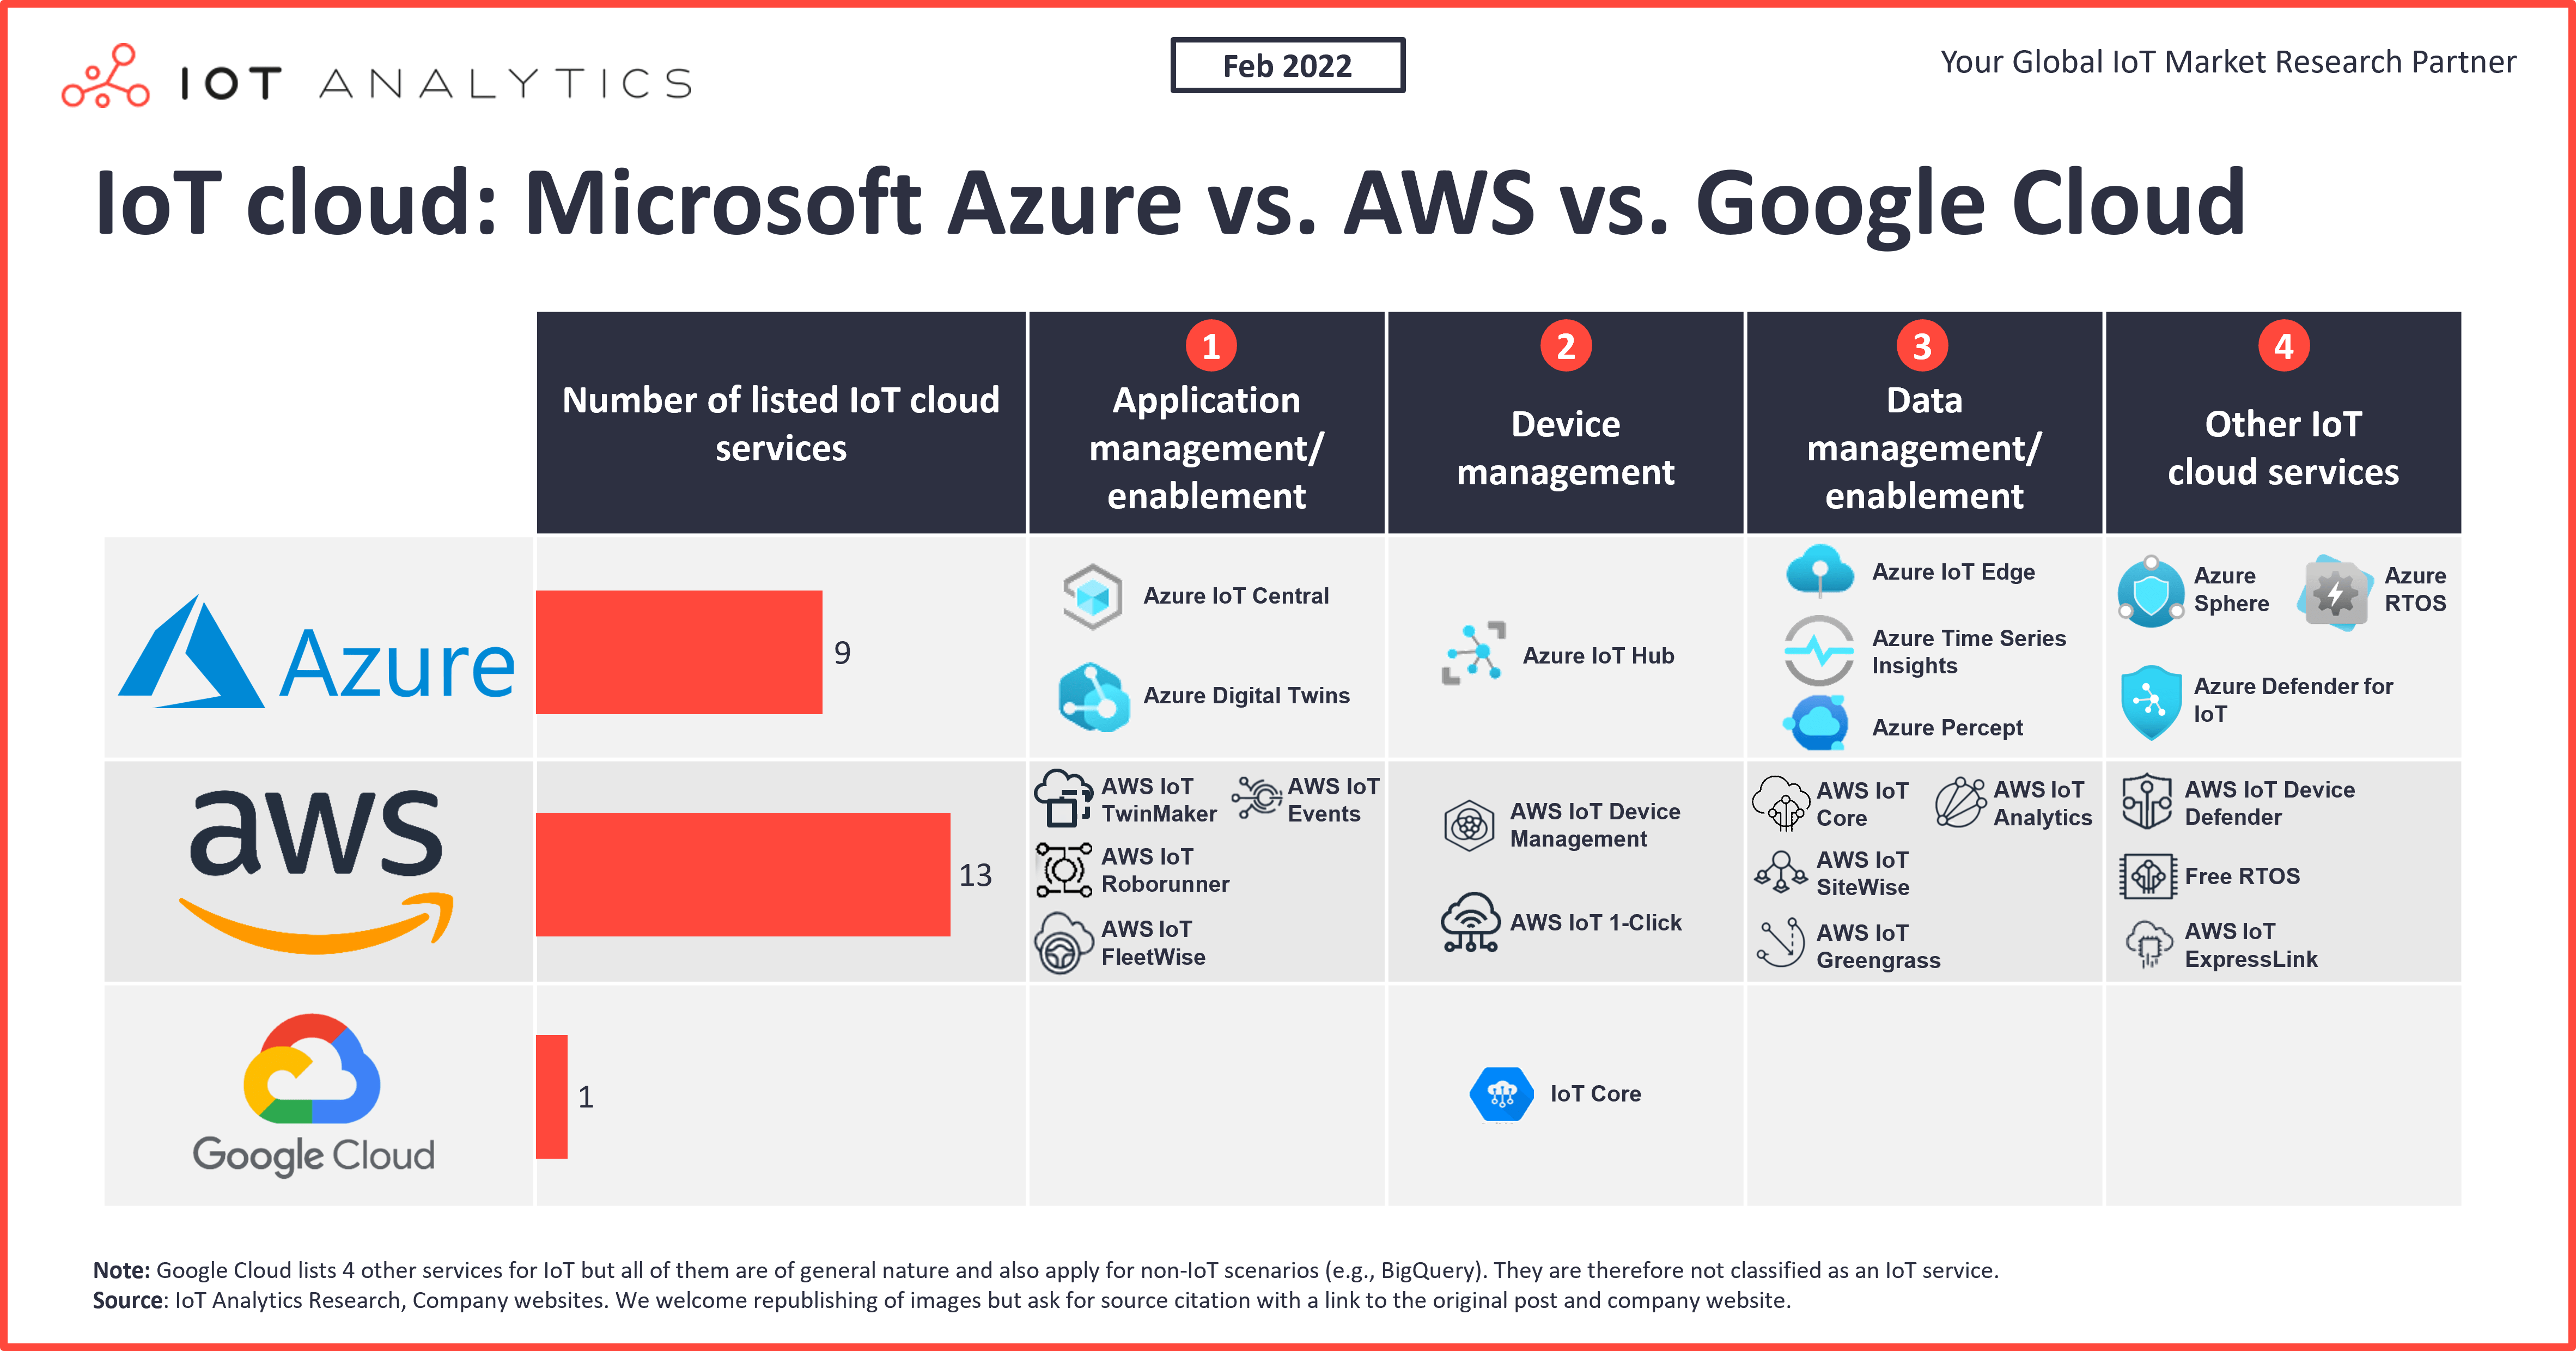 IOT ANALYTICS
Feb 2022
Your Global IoT Market Research Partner
IoT cloud: Microsoft Azure vs. AWS vs. Google Cloud
Number of listed IoT cloud
services
1
Application
management/
enablement
2
Device
management
3
Data
management/
enablement
4
Other IoT
cloud services
Azure
9
Azure IoT Central
Azure Digital Twins
Azure IoT Hub
Azure IoT Edge
Azure Time Series
Insights
Azure Percept
Azure
Sphere
Azure
RTOS
Azure Defender for
IoT
aws
13
AWS IoT
TwinMaker
AWS IoT
Events
AWS IoT
Roborunner
AWS IoT
FleetWise
AWS IoT Device
Management
AWS IoT 1-Click
AWS IoT
Core
AWS IoT
Analytics
AWS IoT
SiteWise
AWS IoT
Greengrass
AWS IoT Device
Defender
Free RTOS
AWS IoT
ExpressLink
Google Cloud
1
IoT Core
Note: Google Cloud lists 4 other services for IoT but all of them are of general nature and also apply for non-IoT scenarios (e.g., BigQuery). They are therefore not classified as an IoT service.
Source: IoT Analytics Research, Company websites. We welcome republishing of images but ask for source citation with a link to the original post and company website.